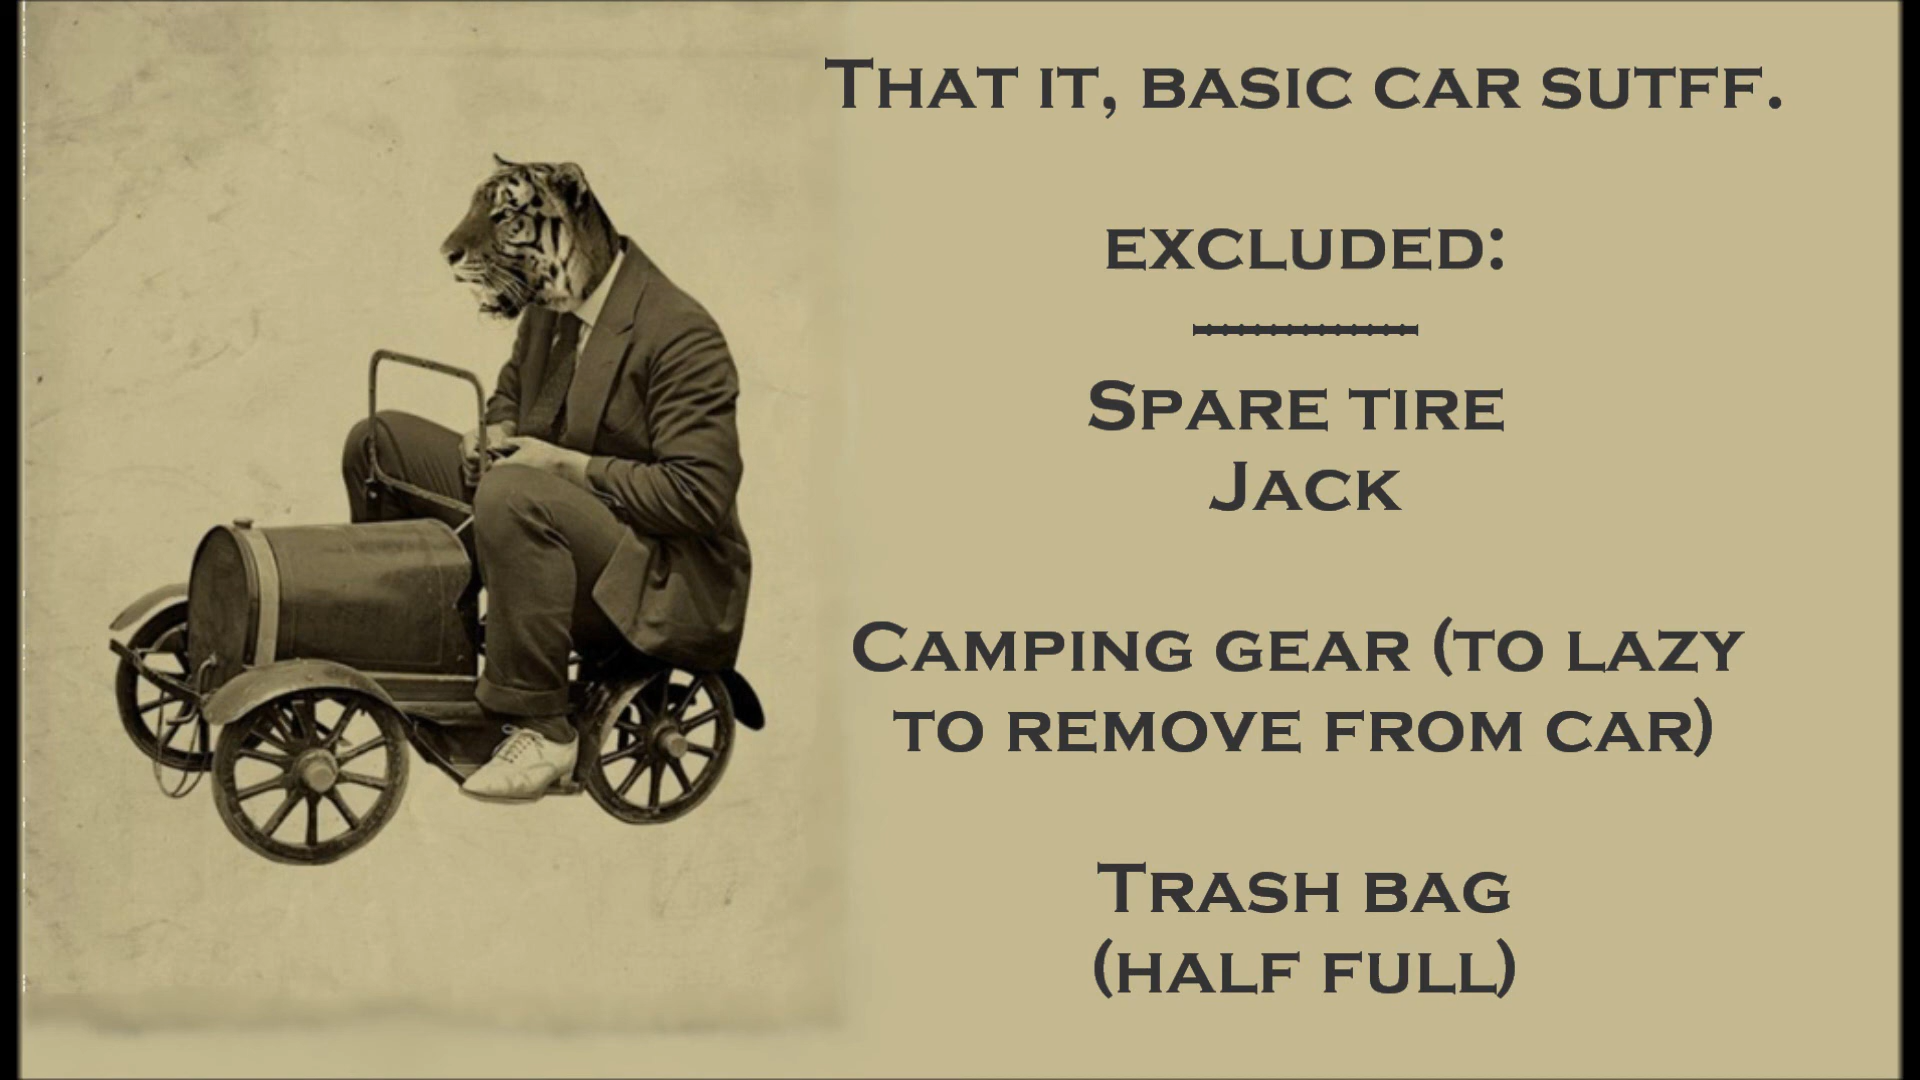 That it, basic car sutff.
excluded:
-------------
Spare tire
Jack
Camping gear (to lazy
to remove from car)
Trash bag
(half full)